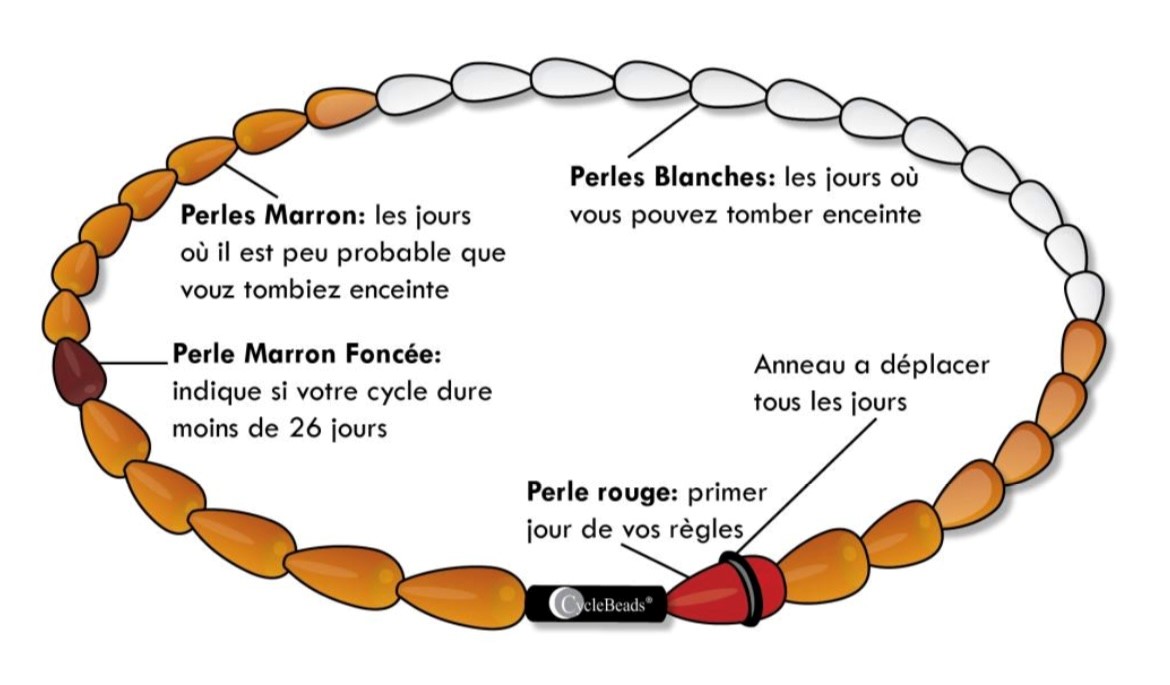 Perles Blanches: les jours où
vous pouvez tomber enceinte
Perles Marron: les jours
où il est peu probable que
vouz tombiez enceinte
Perle Marron Foncée:
indique si votre cycle dure
moins de 26 jours
Anneau a déplacer
tous les jours
Perle rouge: primer
jour de vos règles
CycleBeads®